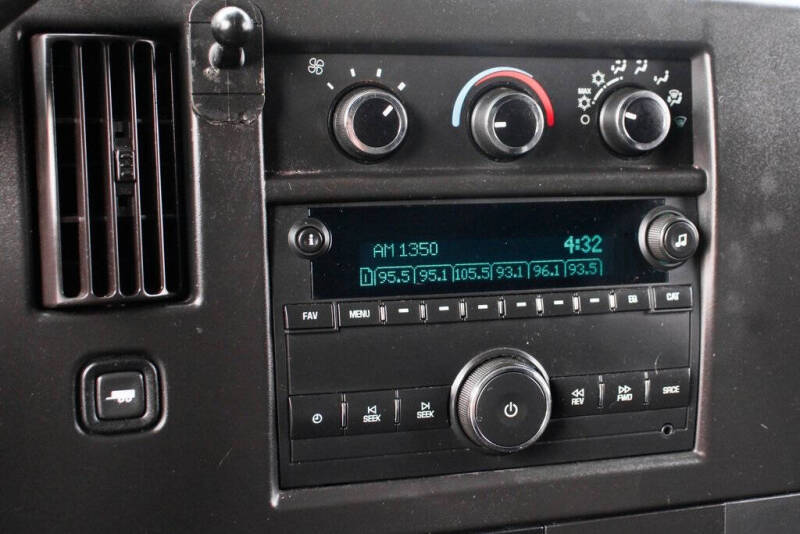 MAX
AM 1350 4:32
1 95.5 95.1 105.5 93.1 96.1 93.5
FAV MENU EQ CAT
SEEK SEEK REV FWD SRCE